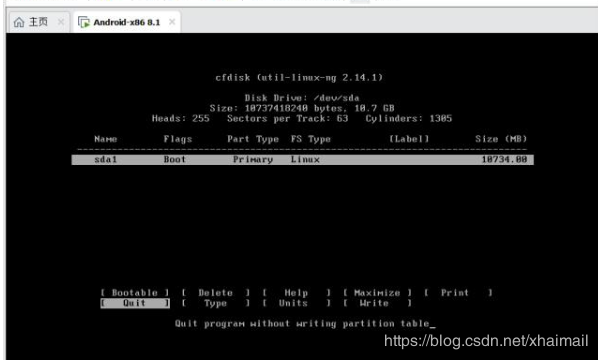 主页 × Android-x86 8.1 ×
cfdisk (util-linux-ng 2.14.1)
Disk Drive: /dev/sda
Size: 10737418240 bytes, 10.7 GB
Heads: 255 Sectors per Track: 63 Cylinders: 1305
Name Flags Part Type FS Type [Label] Size (MB)
sda1 Boot Primary Linux 10734.00
[ Bootable ] [ Delete ] [ Help ] [ Maximize ] [ Print ]
[ Quit ] [ Type ] [ Units ] [ Write ]
Quit program without writing partition table_
https://blog.csdn.net/xhaimail